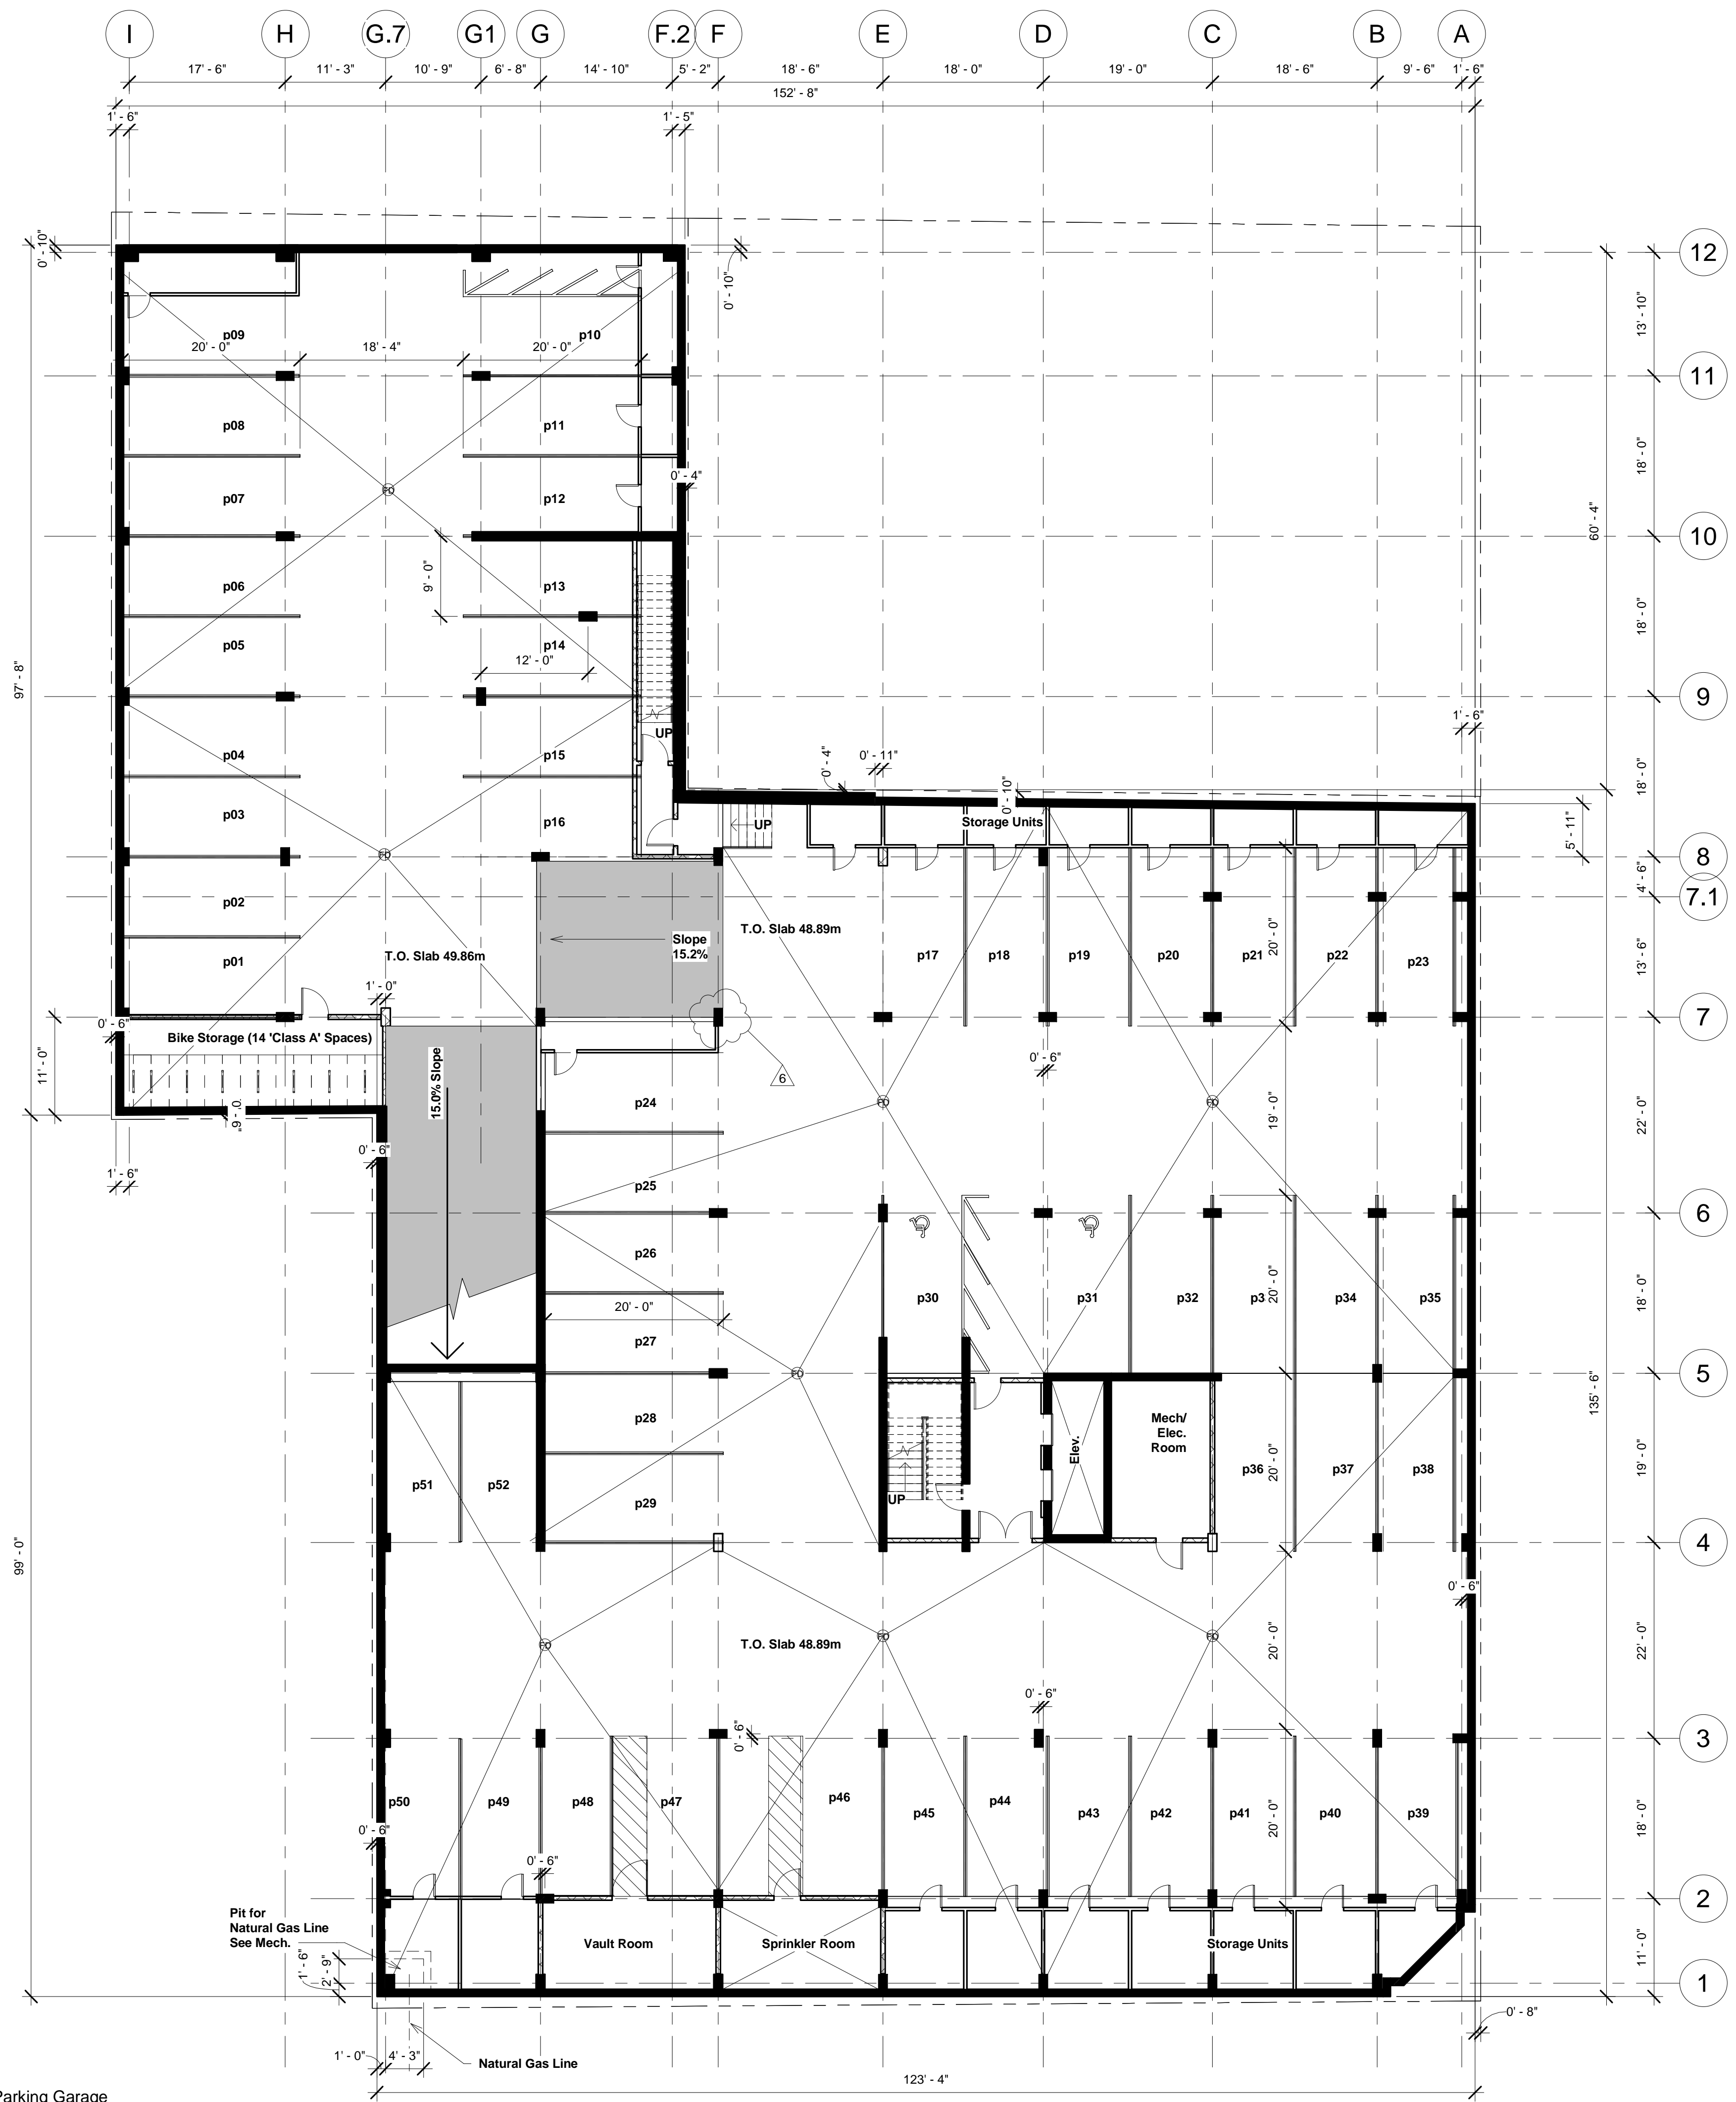 I H G.7 G1 G F.2 F E D C B A
17' - 6" 11' - 3" 10' - 9" 6' - 8" 14' - 10" 5' - 2" 18' - 6" 18' - 0" 19' - 0" 18' - 6" 9' - 6" 1' - 6"
152' - 8"
1' - 6" 1' - 5"
0' - 10"
12
0' - 10"
13' - 10"
p09 p10
20' - 0" 18' - 4" 20' - 0"
11
p08 p11
18' - 0"
0' - 4"
FD
p07 p12
60' - 4"
10
9' - 0"
p06 p13
18' - 0"
p05 p14
12' - 0"
97' - 8"
9
1' - 6"
UP
p04 p15
0' - 4"
0' - 11"
18' - 0"
0' - 10"
p03 p16
UP
Storage Units
5' - 11"
FD
8
4' - 6"
7.1
p02
T.O. Slab 48.89m
Slope
15.2%
20' - 0"
13' - 6"
p17 p18 p19 p20 p21 p22 p23
p01
T.O. Slab 49.86m
1' - 0"
7
0' - 6"
Bike Storage (14 'Class A' Spaces)
11' - 0"
15.0% Slope
0' - 6"
6
p24
FD
FD
19' - 0"
22' - 0"
0' - 6"
0' - 6"
1' - 6"
p25
6
p26
p30 p31 p32 p3 20' - 0" p34 p35
18' - 0"
20' - 0"
p27
FD
5
135' - 6"
p28
Mech/
Elec.
Room
Elev.
p51 p52
20' - 0"
p36 p37 p38
19' - 0"
p29
UP
4
99' - 0"
0' - 6"
FD
FD
FD
T.O. Slab 48.89m
20' - 0"
22' - 0"
0' - 6"
0' - 6"
3
p50 p49 p48 p47 p46 p45 p44 p43 p42 p41 p40 p39
20' - 0"
18' - 0"
0' - 6"
0' - 6"
2
Pit for
Natural Gas Line
See Mech.
Vault Room
Sprinkler Room
Storage Units
11' - 0"
1' - 6"
2' - 9"
1
0' - 8"
1' - 0" 4' - 3"
Natural Gas Line
123' - 4"
Parking Garage